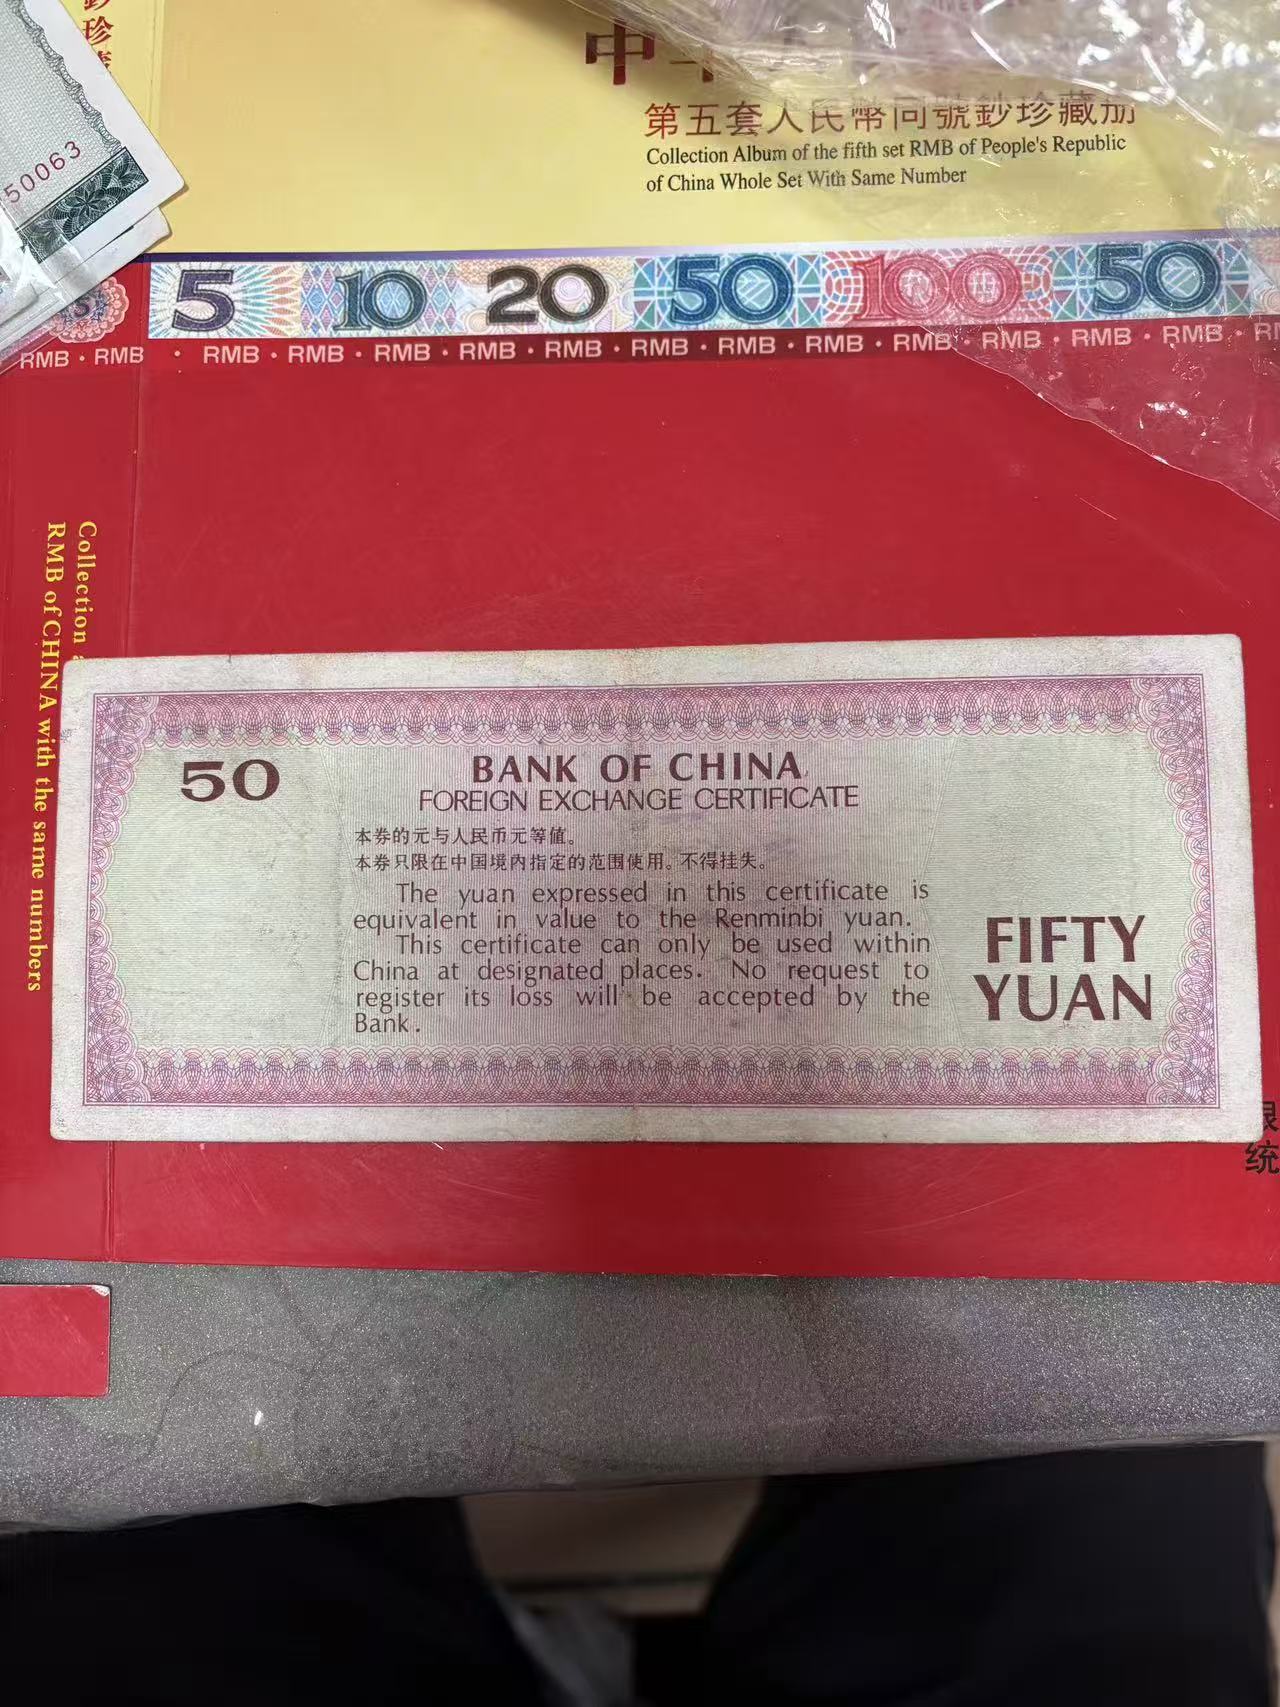 鈔珍
50063
中
第五套人民幣同號鈔珍藏册
Collection Album of the fifth set RMB of People's Republic
of China Whole Set With Same Number
5 10 20 50 100 50
5
RMB · RMB · RMB · RMB · RMB · RMB · RMB · RMB · RMB · RMB · RMB · RMB · RMB · RMB
Collection
RMB of CHINA with the same numbers
50
BANK OF CHINA
FOREIGN EXCHANGE CERTIFICATE
本券的元与人民币元等值。
本券只限在中国境内指定的范围使用。不得挂失。
The yuan expressed in this certificate is
equivalent in value to the Renminbi yuan.
This certificate can only be used within
China at designated places. No request to
register its loss will be accepted by the
Bank.
FIFTY
YUAN
统